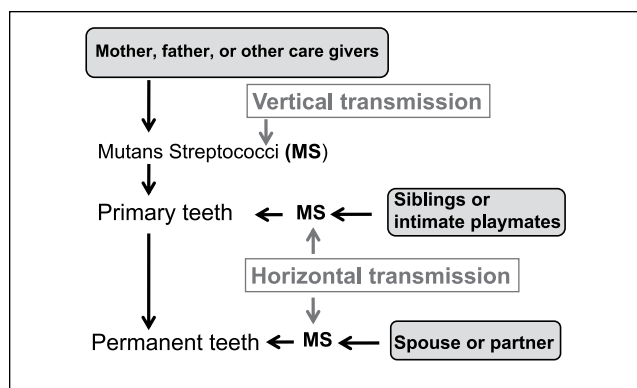 Mother, father, or other care givers
Vertical transmission
Mutans Streptococci (MS)
Primary teeth
MS
Siblings or
intimate playmates
Horizontal transmission
Permanent teeth
MS
Spouse or partner